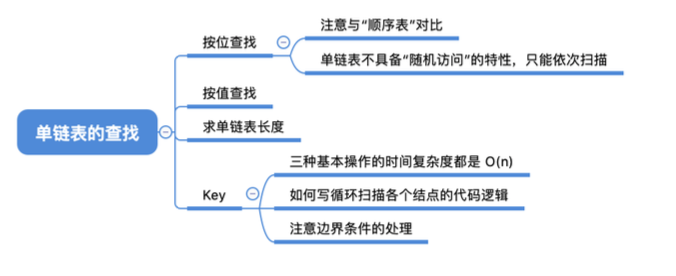 单链表的查找
按位查找
注意与“顺序表”对比
单链表不具备“随机访问”的特性，只能依次扫描
按值查找
求单链表长度
Key
三种基本操作的时间复杂度都是 O(n)
如何写循环扫描各个结点的代码逻辑
注意边界条件的处理